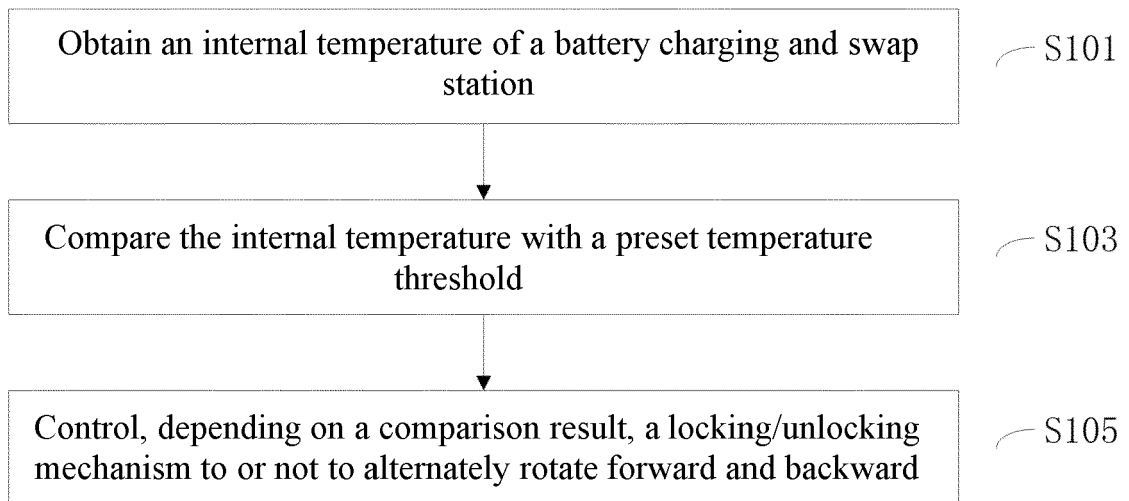 Obtain an internal temperature of a battery charging and swap
station
S101
Compare the internal temperature with a preset temperature
threshold
S103
Control, depending on a comparison result, a locking/unlocking
mechanism to or not to alternately rotate forward and backward
S105